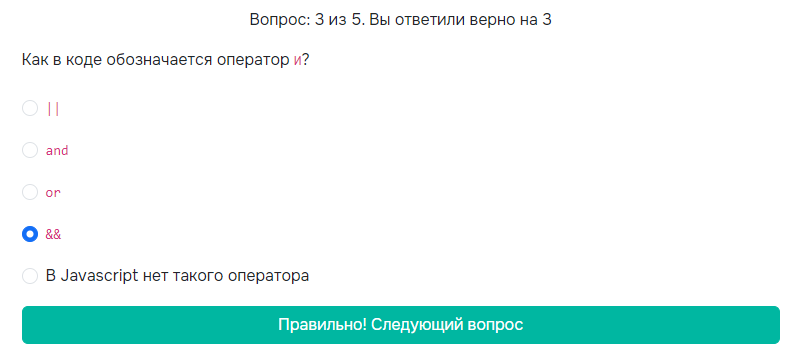 Вопрос: 3 из 5. Вы ответили верно на 3
Как в коде обозначается оператор и?
||
and
or
&&
В Javascript нет такого оператора
Правильно! Следующий вопрос